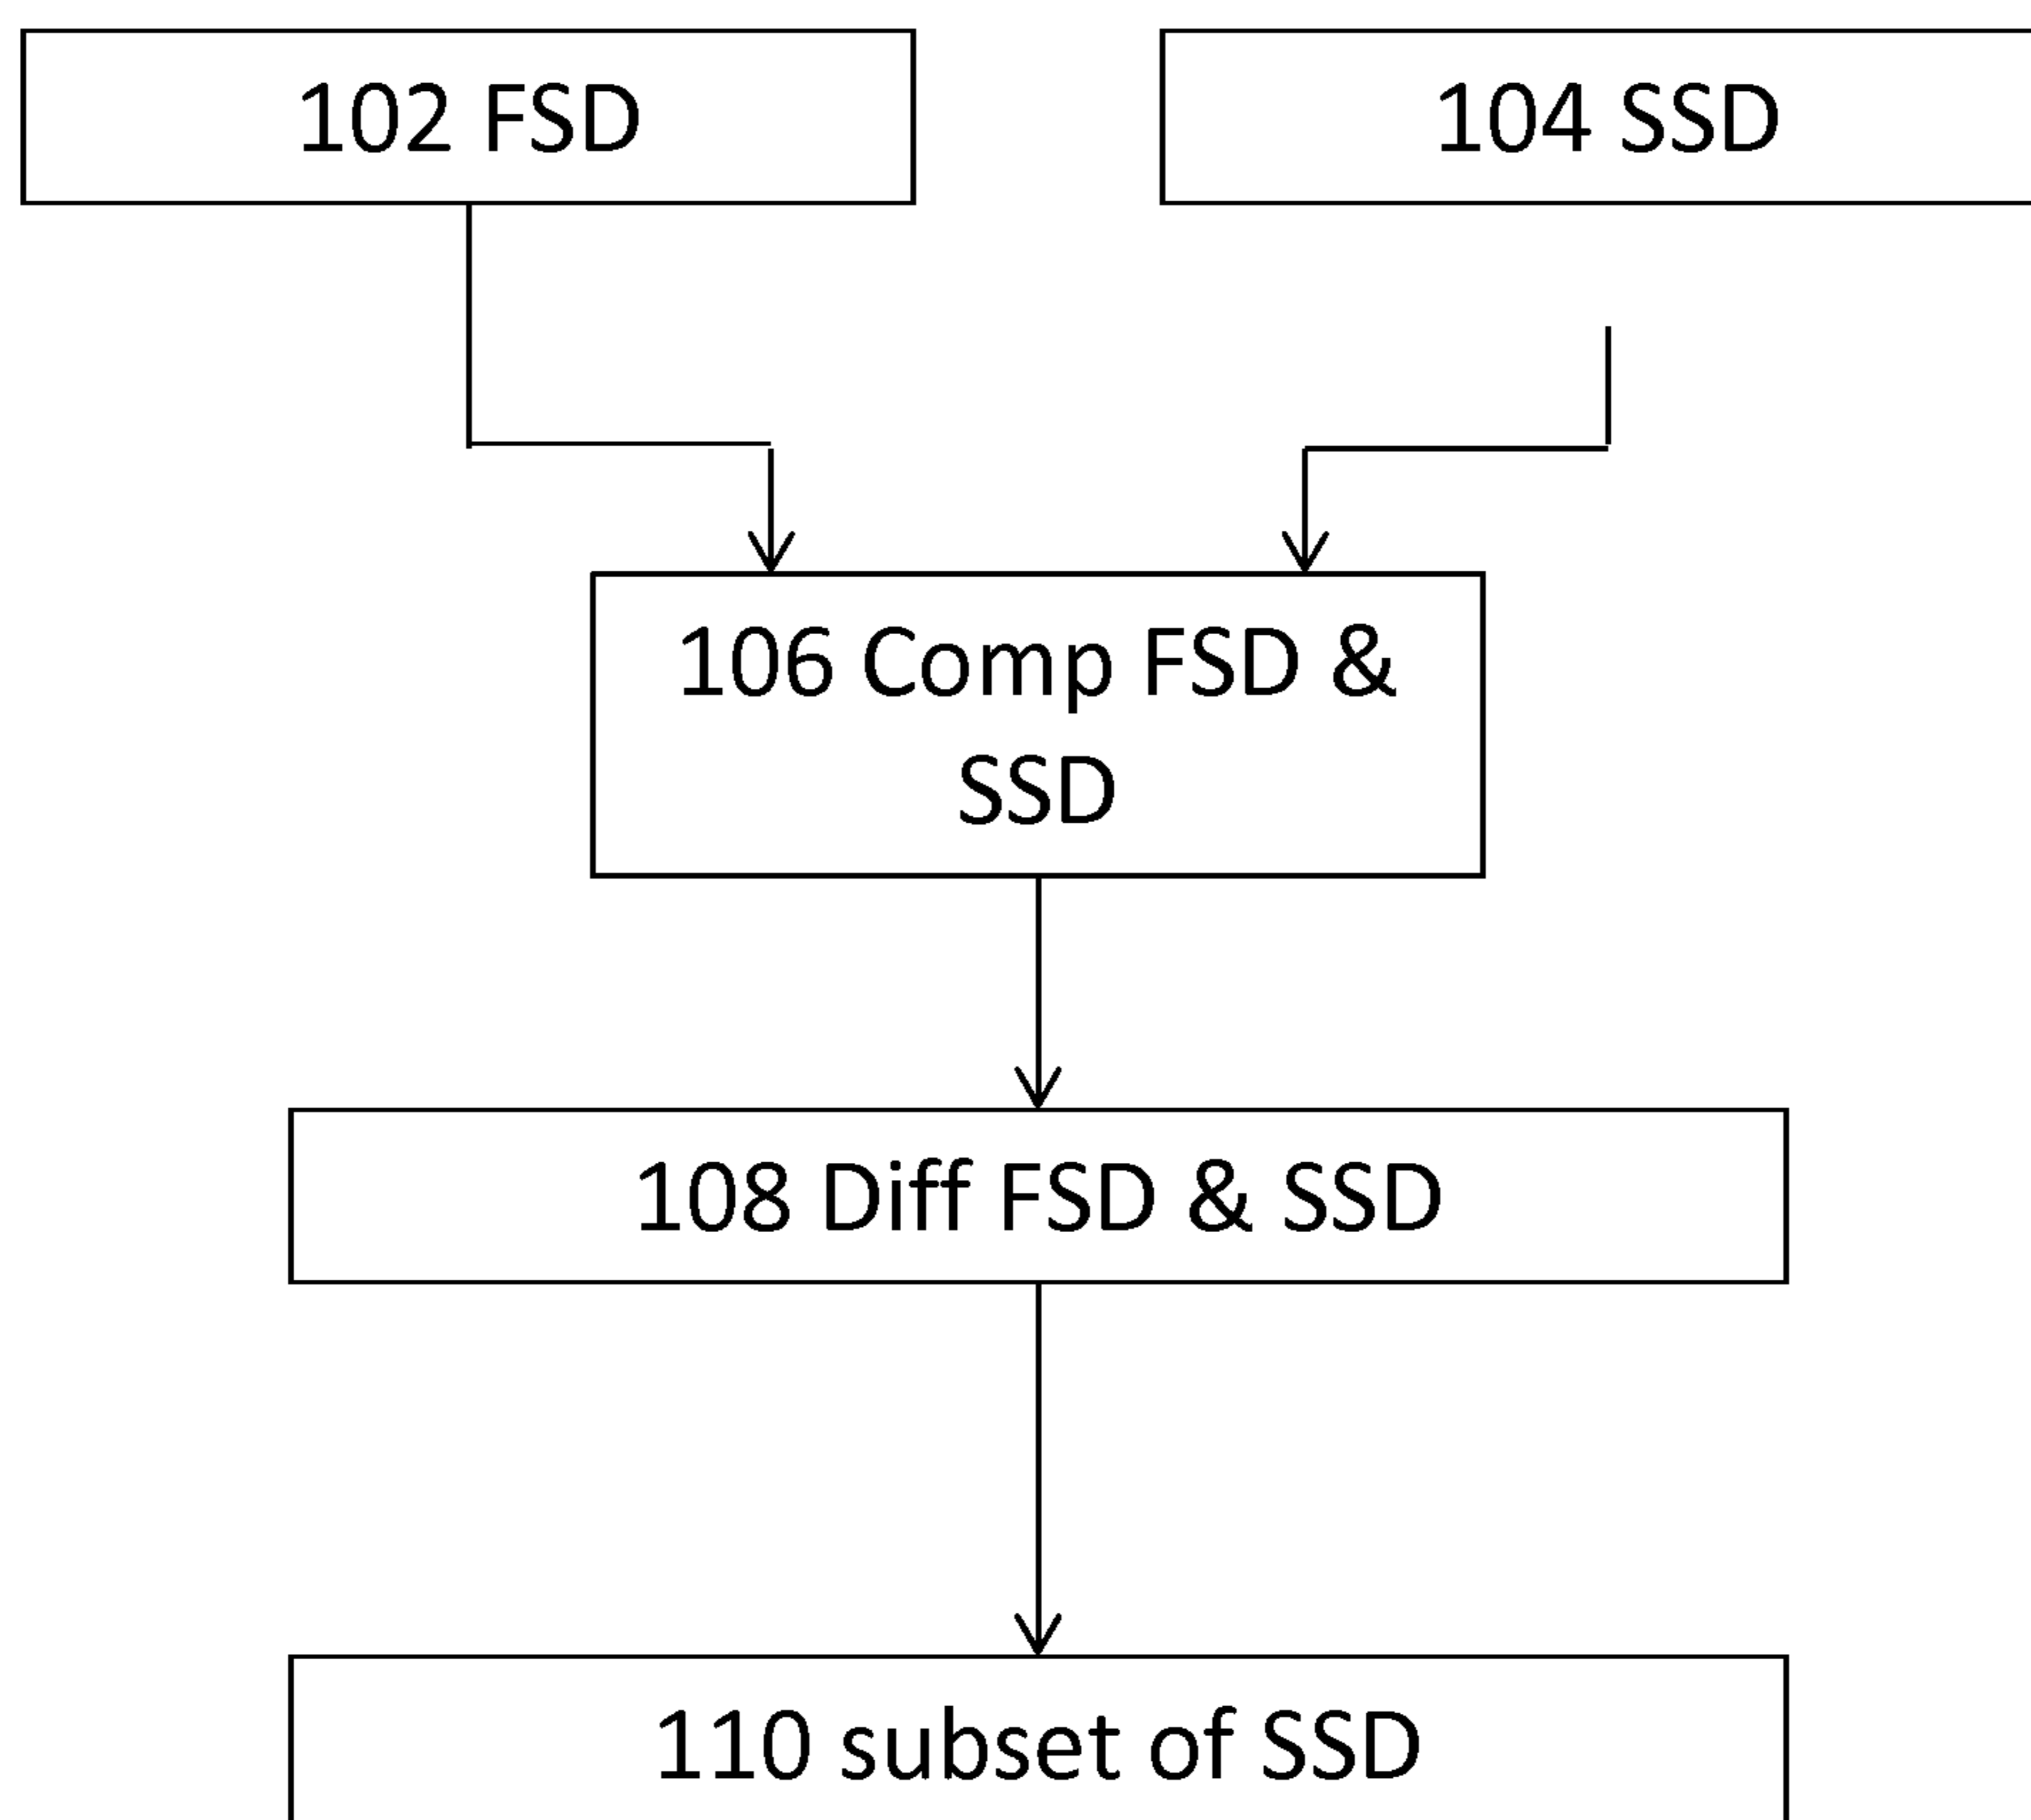 102 FSD
104 SSD
106 Comp FSD &
SSD
108 Diff FSD & SSD
110 subset of SSD